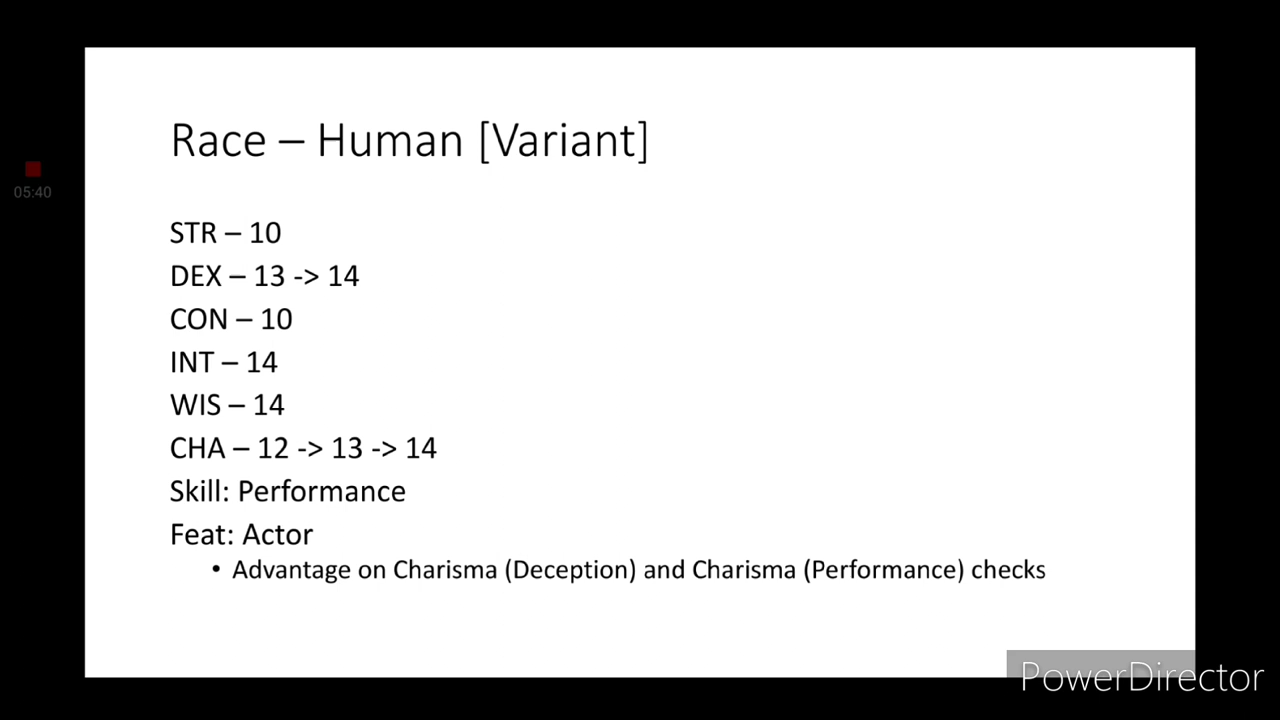 Race – Human [Variant]
05:40
STR – 10
DEX – 13 -> 14
CON – 10
INT – 14
WIS – 14
CHA – 12 -> 13 -> 14
Skill: Performance
Feat: Actor
• Advantage on Charisma (Deception) and Charisma (Performance) checks
PowerDirector